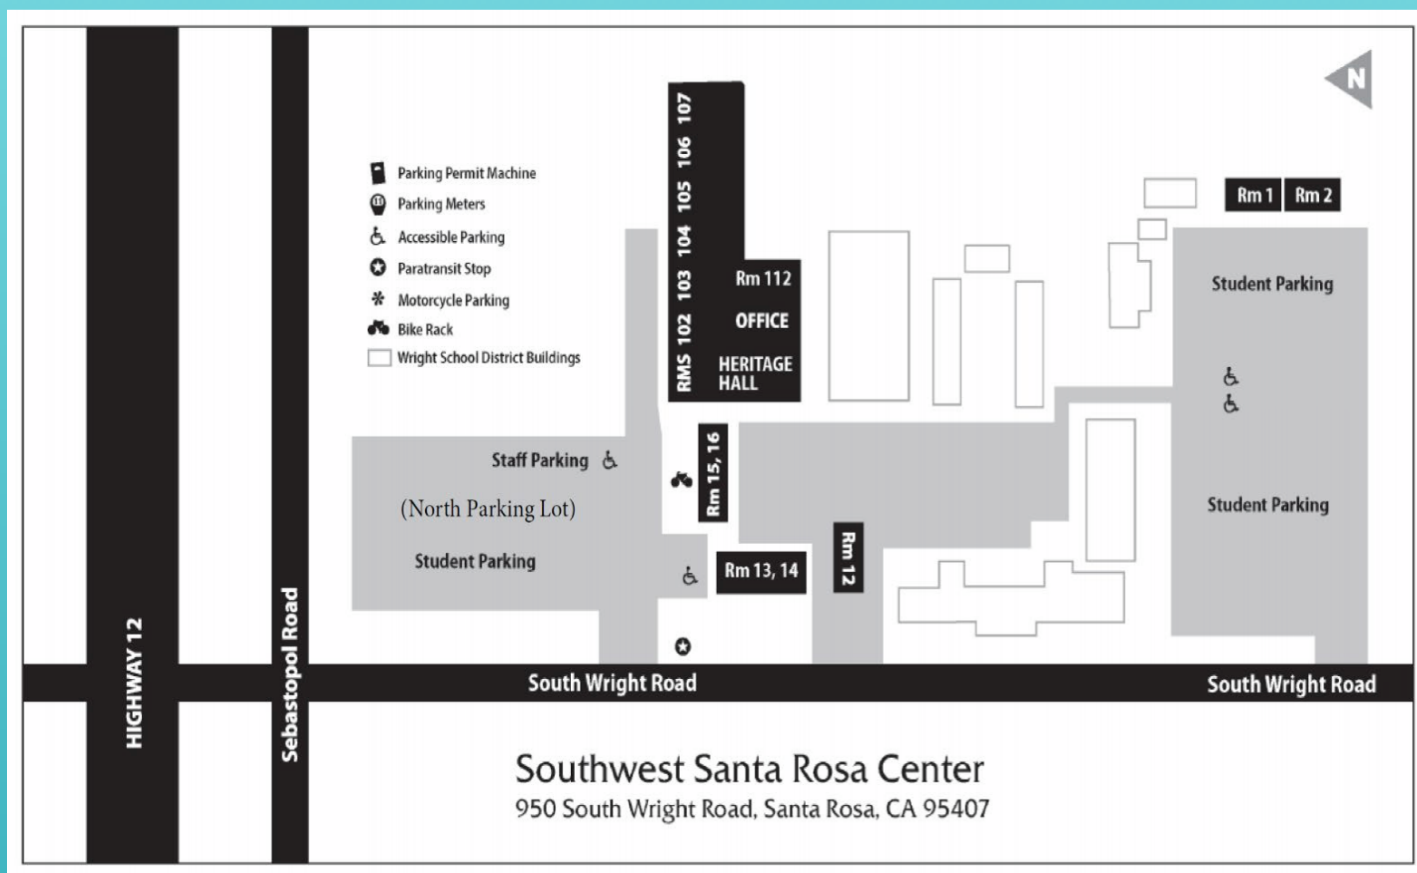 N
107
106
105
104
103
RMS 102
Parking Permit Machine
Parking Meters
Accessible Parking
Paratransit Stop
Motorcycle Parking
Bike Rack
Wright School District Buildings
Rm 112
OFFICE
HERITAGE
HALL
Rm 1
Rm 2
Student Parking
Staff Parking
(North Parking Lot)
Student Parking
Rm 15, 16
Rm 13, 14
Rm 12
Student Parking
HIGHWAY 12
Sebastopol Road
South Wright Road
South Wright Road
Southwest Santa Rosa Center
950 South Wright Road, Santa Rosa, CA 95407